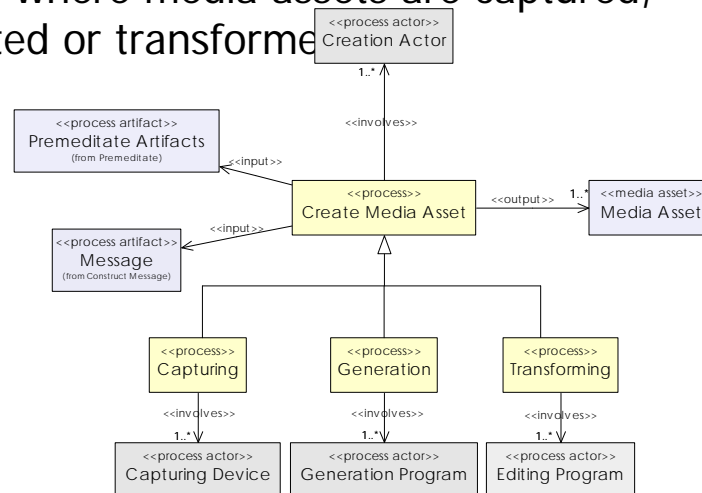 where media assets are captured,
ted or transforme
<<process actor>>
Creation Actor
1..*
<<involves>>
<<process artifact>>
Premeditate Artifacts
(from Premeditate)
<<input>>
<<process>>
Create Media Asset
<<output>>
1..*
<<media asset>>
Media Asset
<<input>>
<<process artifact>>
Message
(from Construct Message)
<<process>>
Capturing
<<process>>
Generation
<<process>>
Transforming
<<involves>>
1..*
<<involves>>
1..*
<<involves>>
1..*
<<process actor>>
Capturing Device
<<process actor>>
Generation Program
<<process actor>>
Editing Program